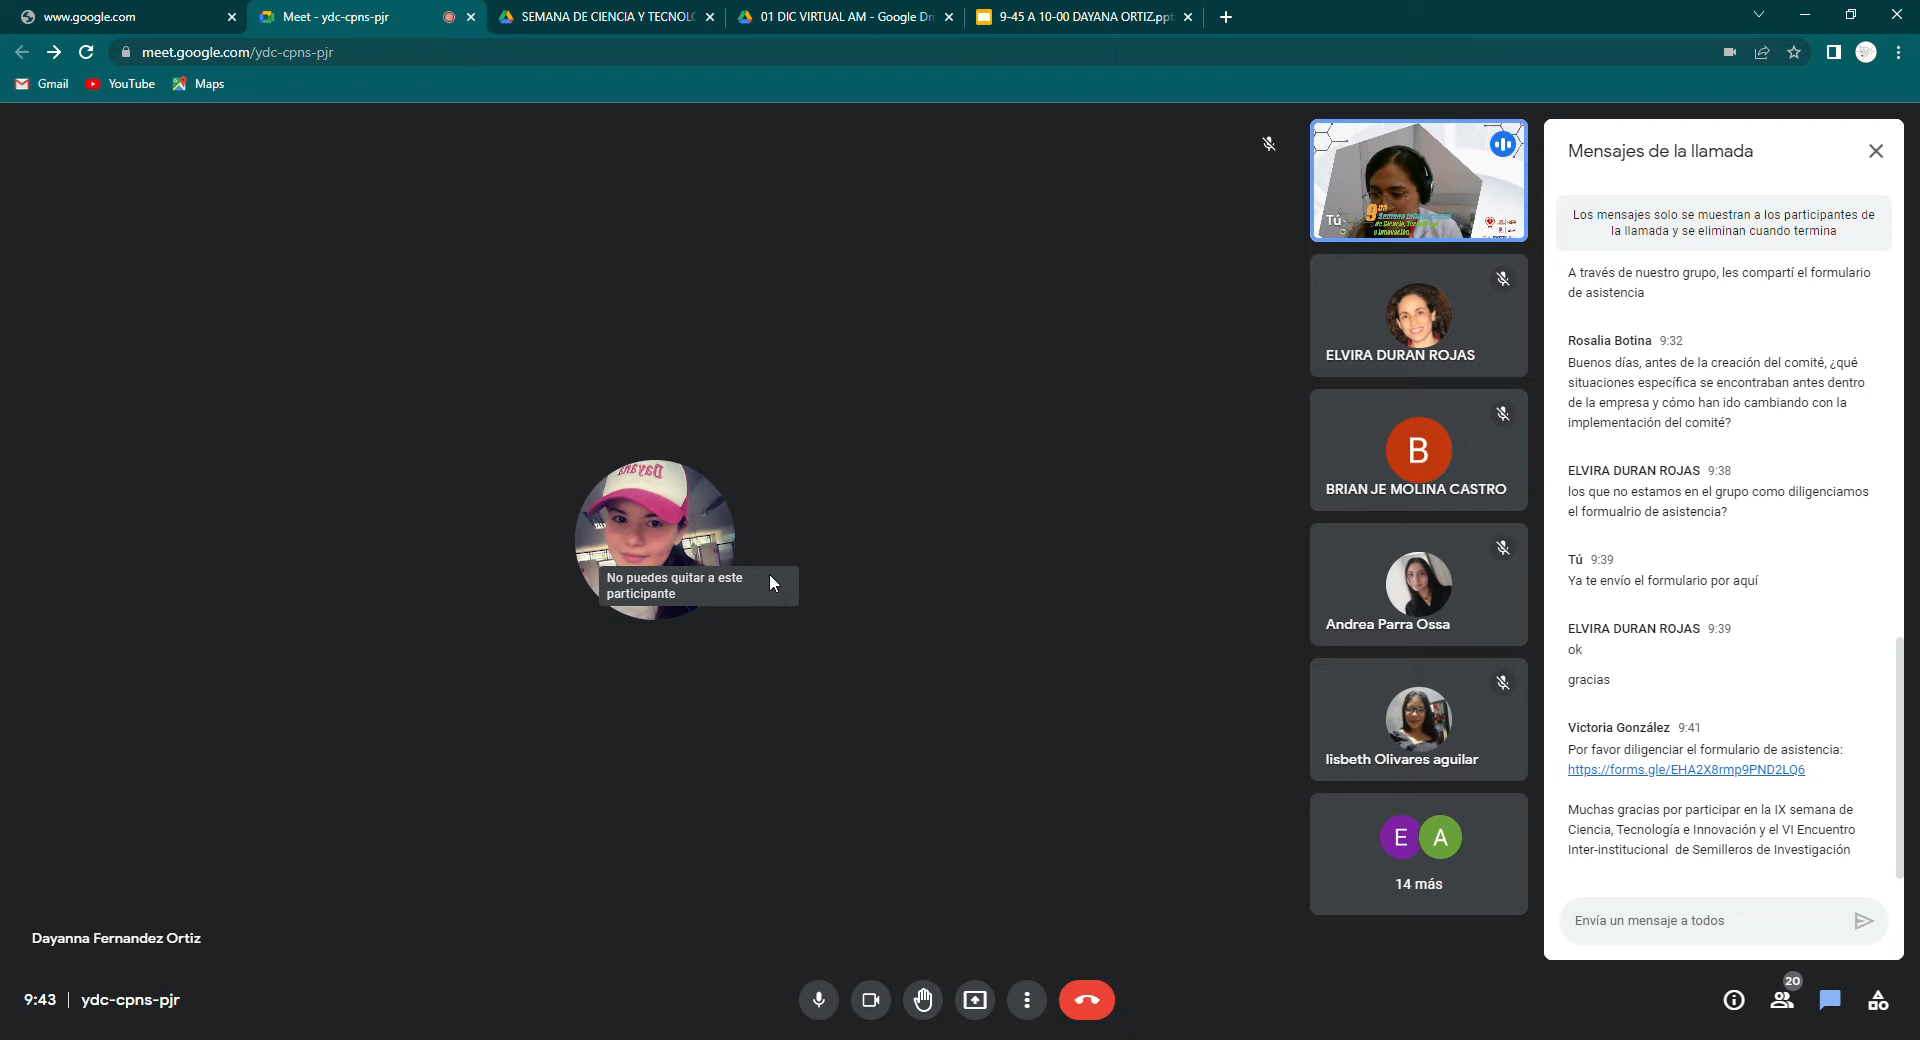 www.google.com
Meet - ydc-cpns-pjr
SEMANA DE CIENCIA Y TECNOL
01 DIC VIRTUAL AM - Google Dri
9-45 A 10-00 DAYANA ORTIZ.ppt
meet.google.com/ydc-cpns-pjr
Gmail
YouTube
Maps
Dayana
No puedes quitar a este
participante
Dayanna Fernandez Ortiz
Tú
9na
Semana Internacional
de Ciencia, Tecnología
e Innovación
ELVIRA DURAN ROJAS
B
BRIAN JE MOLINA CASTRO
Andrea Parra Ossa
lisbeth Olivares aguilar
E
A
14 más
Mensajes de la llamada
Los mensajes solo se muestran a los participantes de
la llamada y se eliminan cuando termina
A través de nuestro grupo, les compartí el formulario
de asistencia
Rosalia Botina 9:32
Buenos días, antes de la creación del comité, ¿qué
situaciones específica se encontraban antes dentro
de la empresa y cómo han ido cambiando con la
implementación del comité?
ELVIRA DURAN ROJAS 9:38
los que no estamos en el grupo como diligenciamos
el formualrio de asistencia?
Tú 9:39
Ya te envío el formulario por aquí
ELVIRA DURAN ROJAS 9:39
ok
gracias
Victoria González 9:41
Por favor diligenciar el formulario de asistencia:
https://forms.gle/EHA2X8rmp9PND2LQ6
Muchas gracias por participar en la IX semana de
Ciencia, Tecnología e Innovación y el VI Encuentro
Inter-institucional de Semilleros de Investigación
Envía un mensaje a todos
9:43 | ydc-cpns-pjr
20